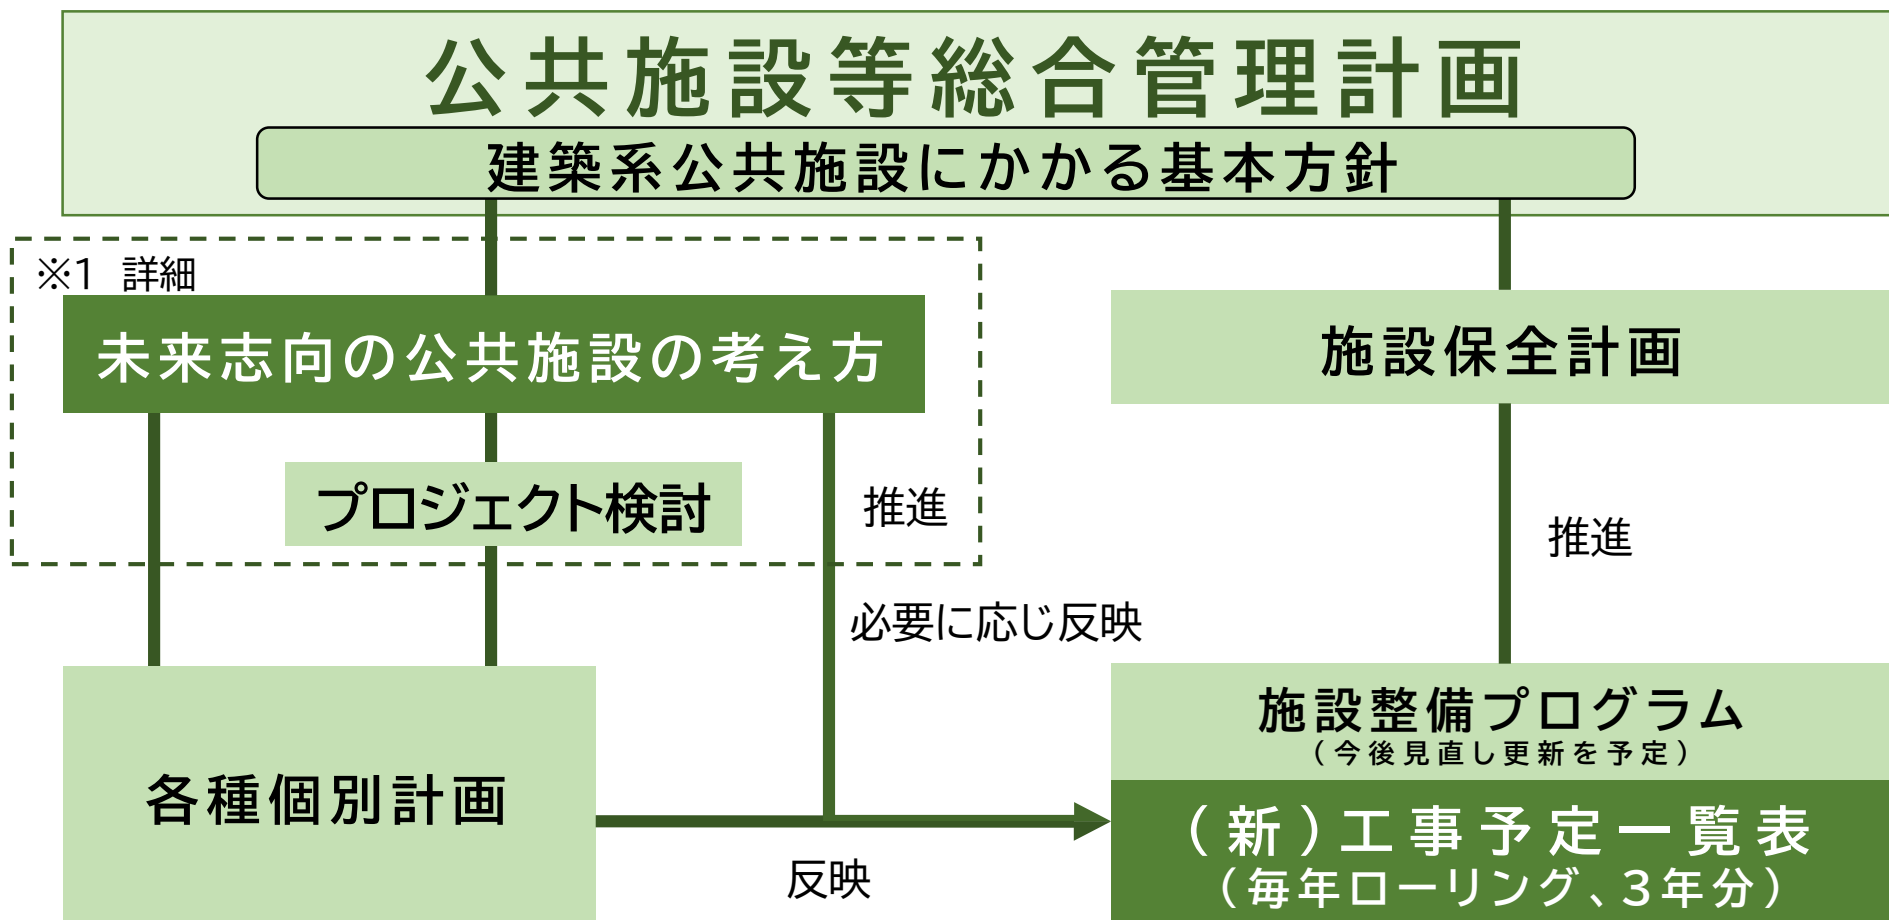 公共施設等総合管理計画
建築系公共施設にかかる基本方針
※1 詳細
未来志向の公共施設の考え方
施設保全計画
プロジェクト検討
推進
推進
必要に応じ反映
施設整備プログラム
（今後見直し更新を予定）
各種個別計画
（新）工事予定一覧表
（毎年ローリング、３年分）
反映